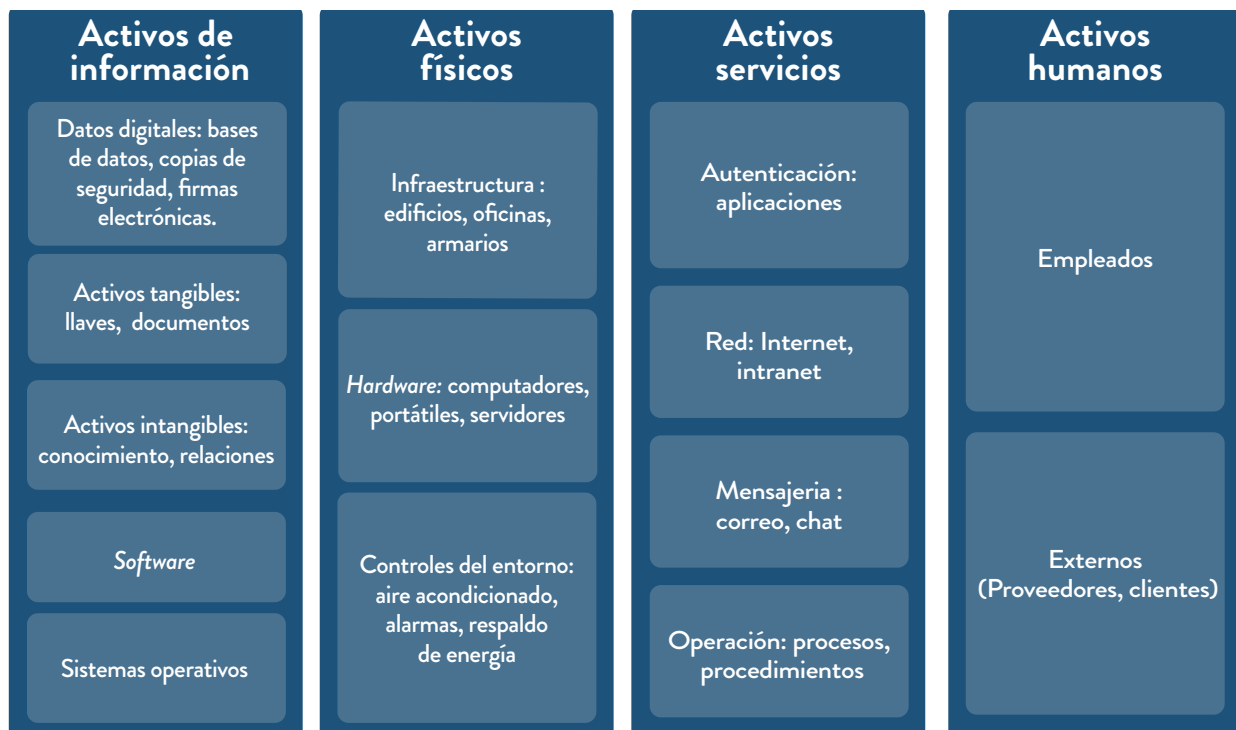 Activos de
información
Datos digitales: bases
de datos, copias de
seguridad, firmas
electrónicas.
Activos tangibles:
llaves, documentos
Activos intangibles:
conocimiento, relaciones
Software
Sistemas operativos
Activos
físicos
Infraestructura :
edificios, oficinas,
armarios
Hardware: computadores,
portátiles, servidores
Controles del entorno:
aire acondicionado,
alarmas, respaldo
de energía
Activos
servicios
Autenticación:
aplicaciones
Red: Internet,
intranet
Mensajeria :
correo, chat
Operación: procesos,
procedimientos
Activos
humanos
Empleados
Externos
(Proveedores, clientes)